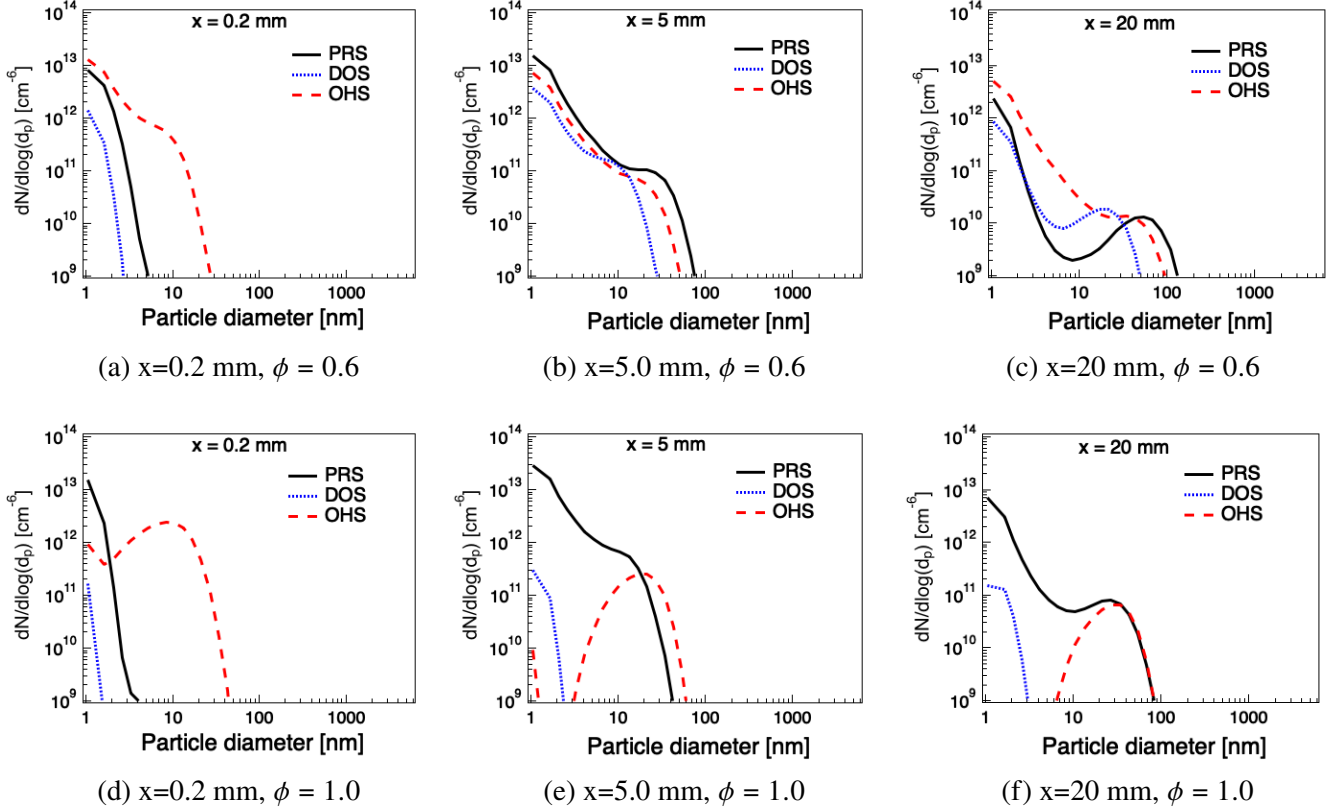 x = 0.2 mm
10^14
10^13
10^12
10^11
10^10
10^9
dN/dlog(d_p) [cm^-6]
PRS
DOS
OHS
1 10 100 1000
Particle diameter [nm]
(a) x=0.2 mm, ϕ = 0.6
x = 5 mm
10^14
10^13
10^12
10^11
10^10
10^9
dN/dlog(d_p) [cm^-6]
PRS
DOS
OHS
1 10 100 1000
Particle diameter [nm]
(b) x=5.0 mm, ϕ = 0.6
x = 20 mm
10^14
10^13
10^12
10^11
10^10
10^9
dN/dlog(d_p) [cm^-6]
PRS
DOS
OHS
1 10 100 1000
Particle diameter [nm]
(c) x=20 mm, ϕ = 0.6
x = 0.2 mm
10^14
10^13
10^12
10^11
10^10
10^9
dN/dlog(d_p) [cm^-6]
PRS
DOS
OHS
1 10 100 1000
Particle diameter [nm]
(d) x=0.2 mm, ϕ = 1.0
x = 5 mm
10^14
10^13
10^12
10^11
10^10
10^9
dN/dlog(d_p) [cm^-6]
PRS
DOS
OHS
1 10 100 1000
Particle diameter [nm]
(e) x=5.0 mm, ϕ = 1.0
x = 20 mm
10^14
10^13
10^12
10^11
10^10
10^9
dN/dlog(d_p) [cm^-6]
PRS
DOS
OHS
1 10 100 1000
Particle diameter [nm]
(f) x=20 mm, ϕ = 1.0